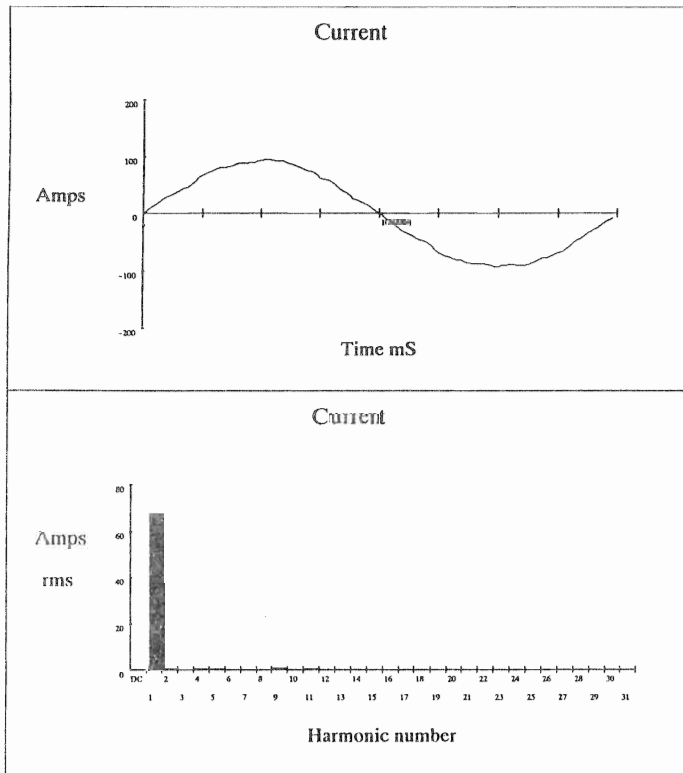 Current
200
100
Amps
0
-100
-200
Time mS
Current
80
Amps
60
rms
40
20
0
DC 2 4 6 8 10 12 14 16 18 20 22 24 26 28 30
1 3 5 7 9 11 13 15 17 19 21 23 25 27 29 31
Harmonic number